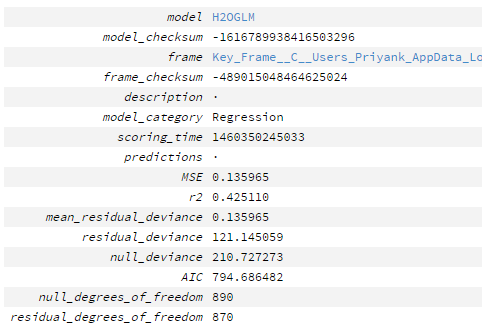 model H2OGLM
model_checksum -1616789938416503296
frame Key_Frame__C__Users_Priyank_AppData_Lo
frame_checksum -489015048464625024
description ·
model_category Regression
scoring_time 1460350245033
predictions ·
MSE 0.135965
r2 0.425110
mean_residual_deviance 0.135965
residual_deviance 121.145059
null_deviance 210.727273
AIC 794.686482
null_degrees_of_freedom 890
residual_degrees_of_freedom 870